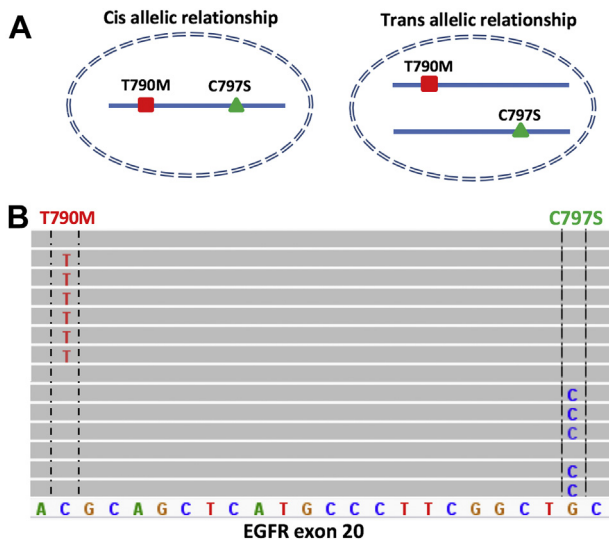 A
Cis allelic relationship
Trans allelic relationship
T790M C797S
T790M
C797S
B
T790M C797S
T
T
T
T
T
T
C
C
C
C
C
A C G C A G C T C A T G C C C T T C G G C T G C
EGFR exon 20